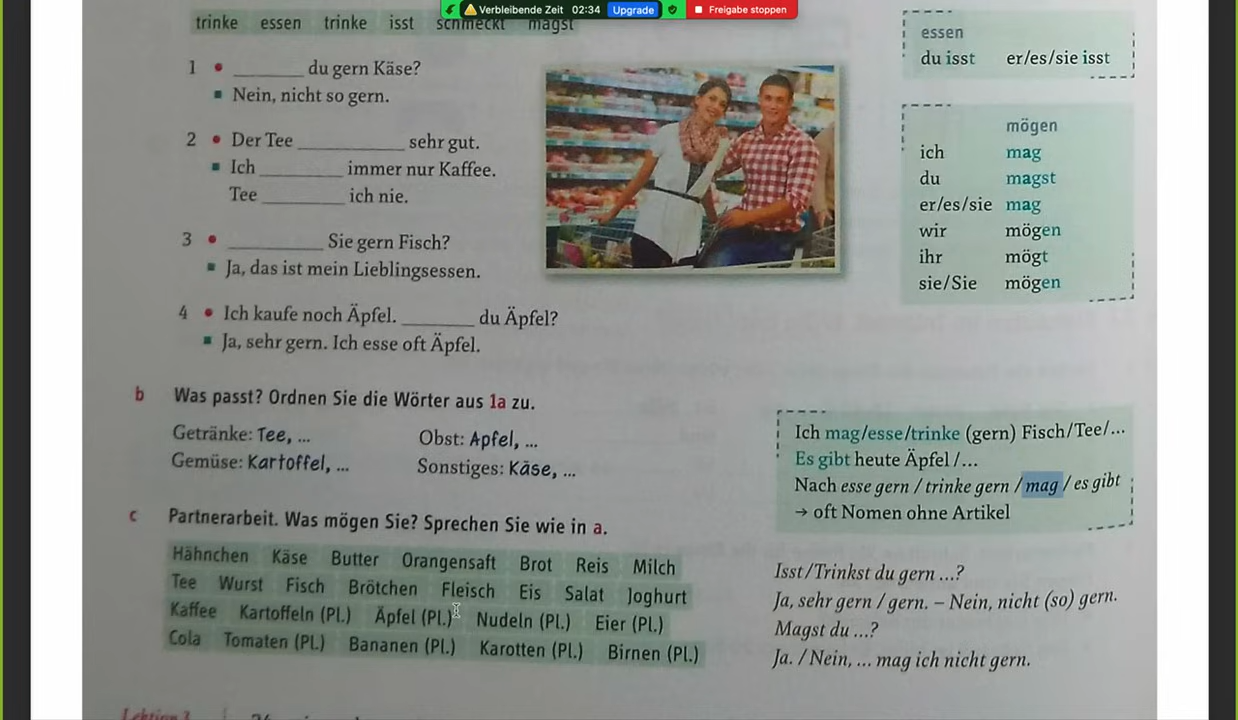 Verbleibende Zeit 02:34 Upgrade Freigabe stoppen
trinke essen trinke isst schmeckt magst
1 • ________ du gern Käse?
▪ Nein, nicht so gern.
2 • Der Tee ____________ sehr gut.
▪ Ich _________ immer nur Kaffee.
Tee _________ ich nie.
3 • __________ Sie gern Fisch?
▪ Ja, das ist mein Lieblingsessen.
4 • Ich kaufe noch Äpfel. ________ du Äpfel?
▪ Ja, sehr gern. Ich esse oft Äpfel.
essen
du isst er/es/sie isst
mögen
ich mag
du magst
er/es/sie mag
wir mögen
ihr mögt
sie/Sie mögen
b Was passt? Ordnen Sie die Wörter aus 1a zu.
Getränke: Tee, ... Obst: Apfel, ...
Gemüse: Kartoffel, ... Sonstiges: Käse, ...
Ich mag/esse/trinke (gern) Fisch/Tee/...
Es gibt heute Äpfel /...
Nach esse gern / trinke gern / mag / es gibt
→ oft Nomen ohne Artikel
c Partnerarbeit. Was mögen Sie? Sprechen Sie wie in a.
Hähnchen Käse Butter Orangensaft Brot Reis Milch
Tee Wurst Fisch Brötchen Fleisch Eis Salat Joghurt
Kaffee Kartoffeln (Pl.) Äpfel (Pl.) Nudeln (Pl.) Eier (Pl.)
Cola Tomaten (Pl.) Bananen (Pl.) Karotten (Pl.) Birnen (Pl.)
Isst/Trinkst du gern ...?
Ja, sehr gern / gern. – Nein, nicht (so) gern.
Magst du ...?
Ja. / Nein, ... mag ich nicht gern.